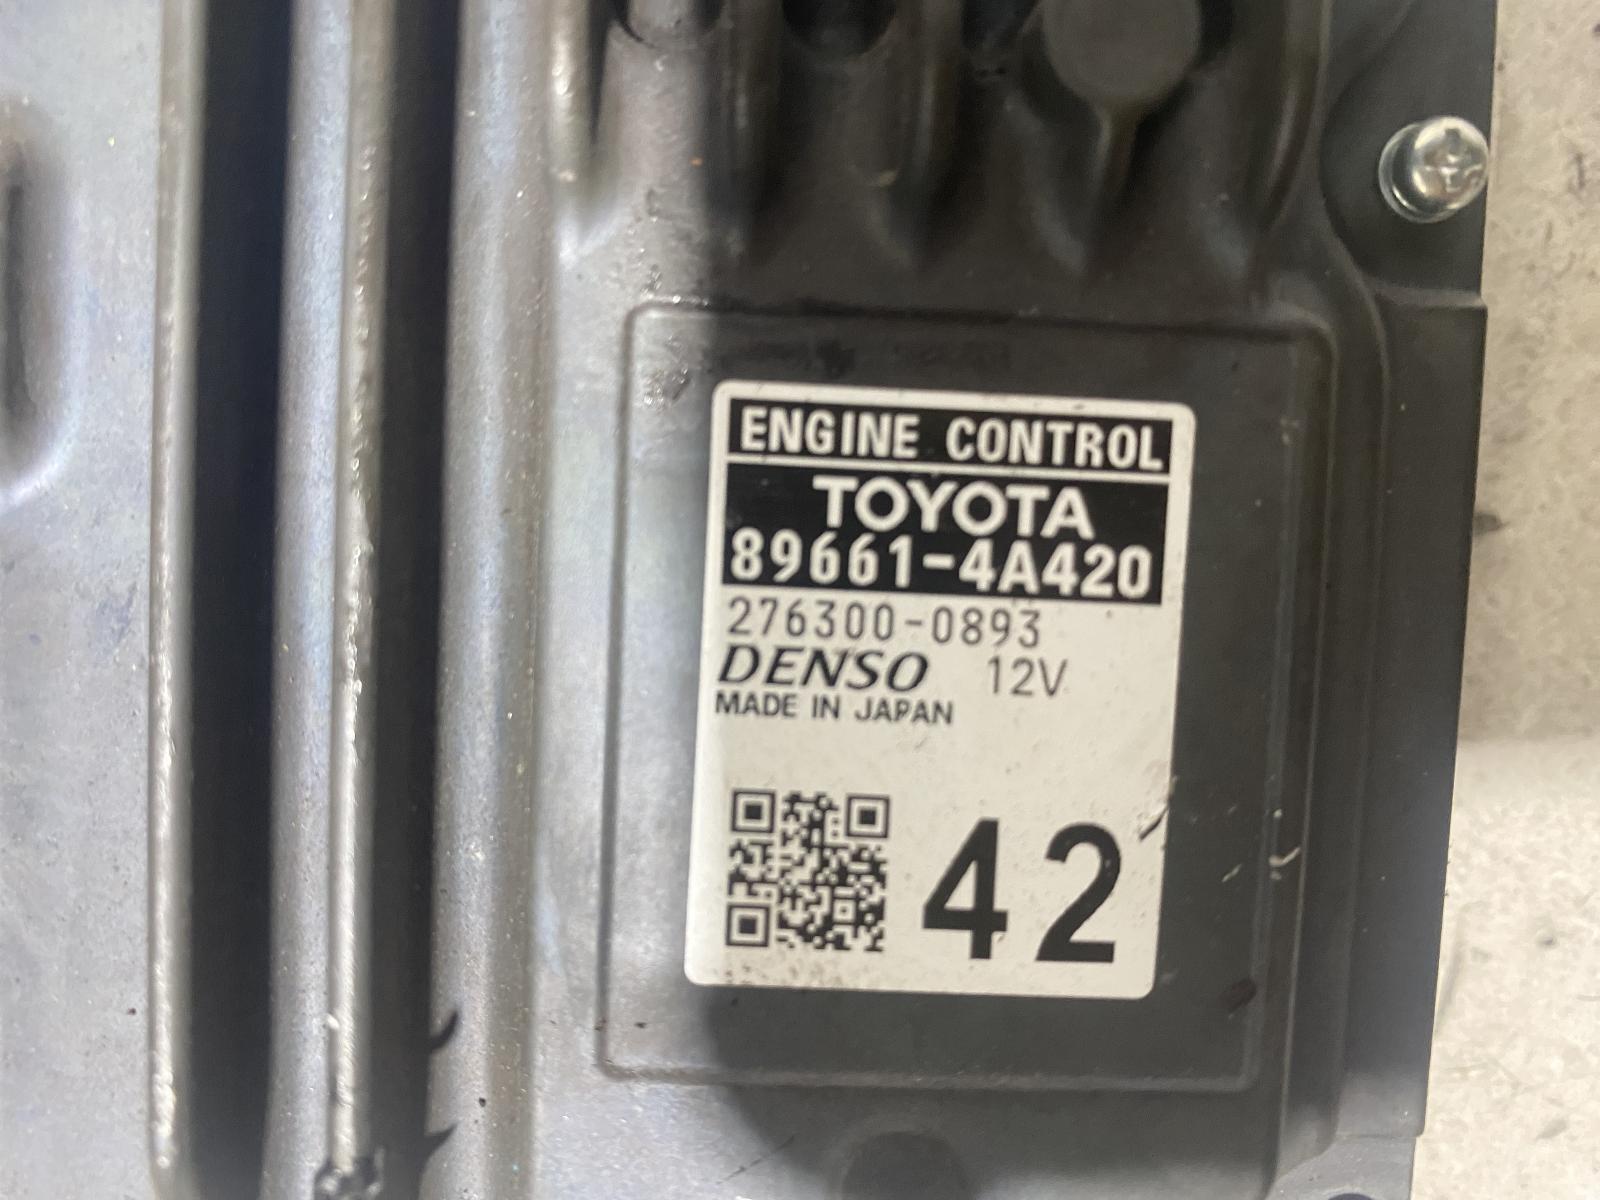 ENGINE CONTROL
TOYOTA
89661-4A420
276300-0893
DENSO 12V
MADE IN JAPAN
42